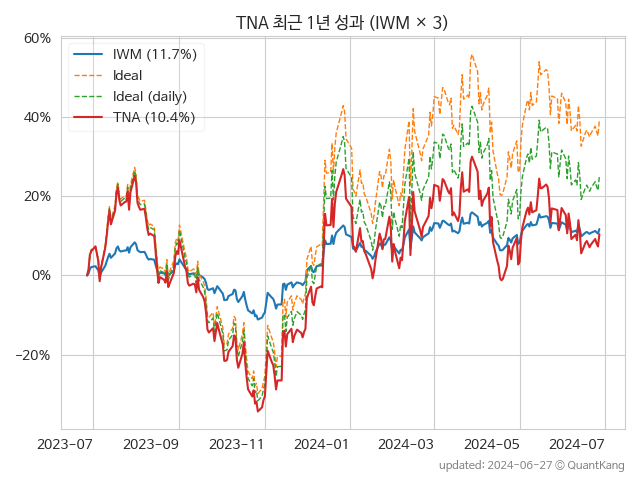 TNA 최근 1년 성과 (IWM × 3)
60%
40%
20%
0%
−20%
IWM (11.7%)
Ideal
Ideal (daily)
TNA (10.4%)
2023-07 2023-09 2023-11 2024-01 2024-03 2024-05 2024-07
updated: 2024-06-27 © QuantKang